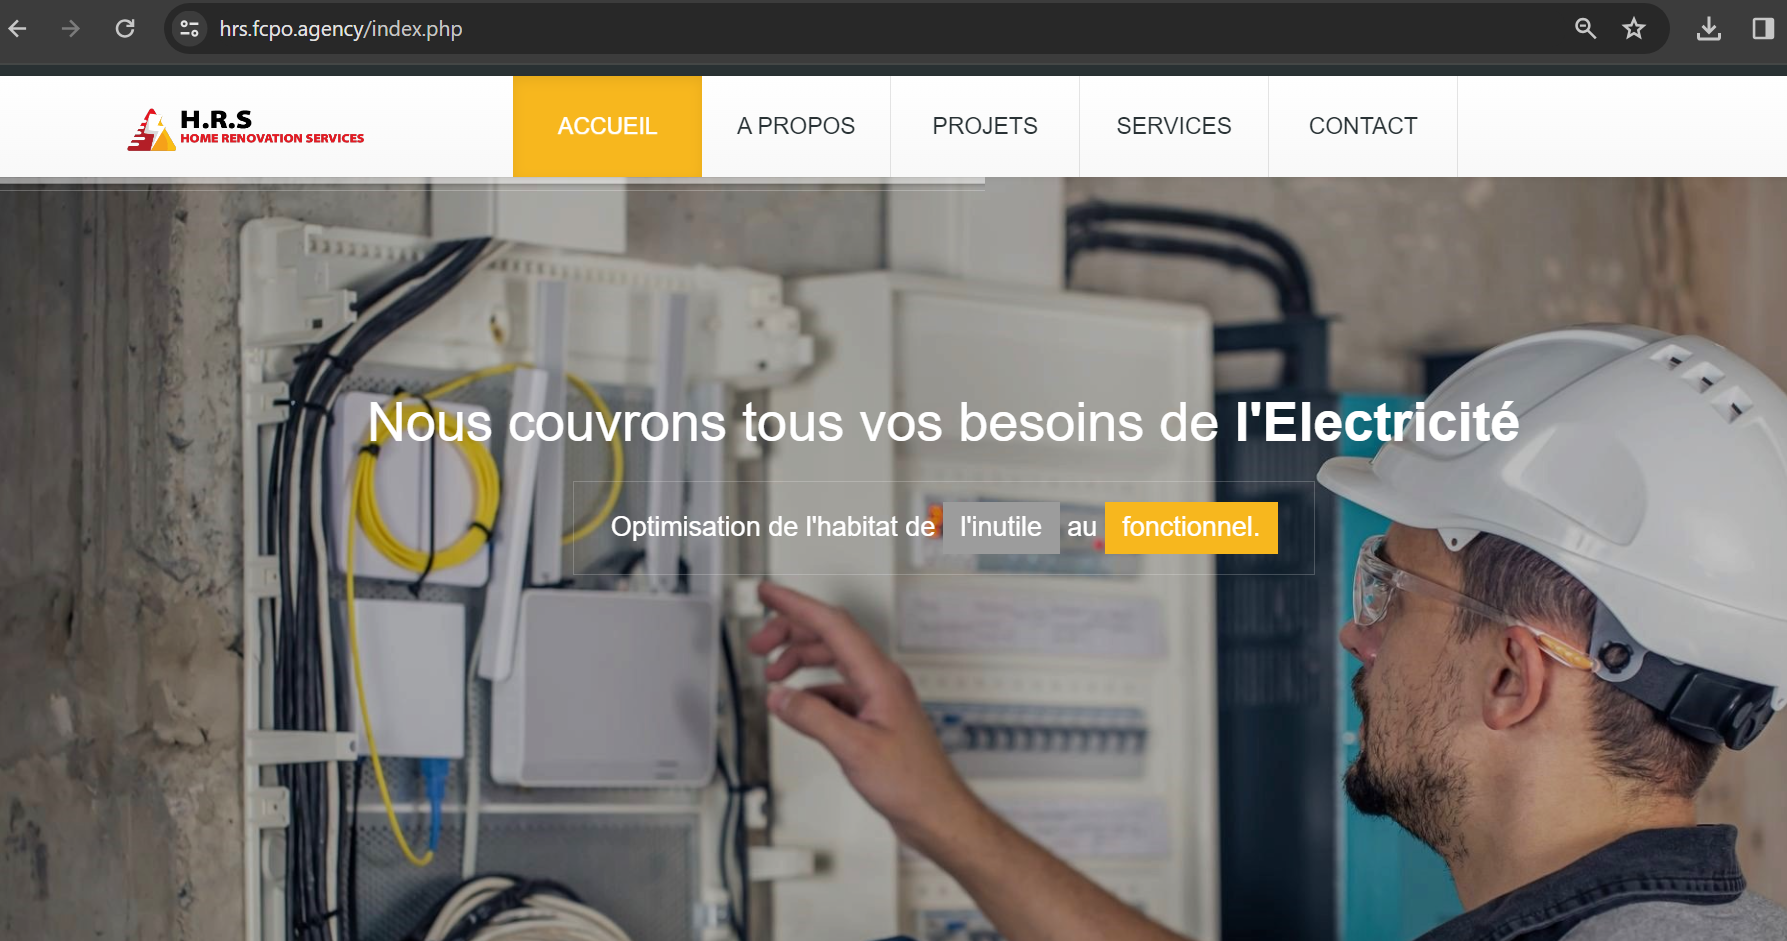 hrs.fcpo.agency/index.php
H.R.S
HOME RENOVATION SERVICES
ACCUEIL
A PROPOS
PROJETS
SERVICES
CONTACT
Nous couvrons tous vos besoins de l'Electricité
Optimisation de l'habitat de l'inutile au fonctionnel.